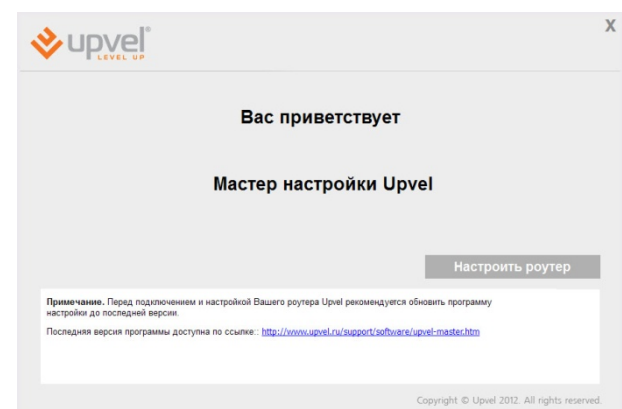 X
upvel®
LEVEL UP
Вас приветствует
Мастер настройки Upvel
Настроить роутер
Примечание. Перед подключением и настройкой Вашего роутера Upvel рекомендуется обновить программу
настройки до последней версии.
Последняя версия программы доступна по ссылке:: http://www.upvel.ru/support/software/upvel-master.htm
Copyright © Upvel 2012. All rights reserved.